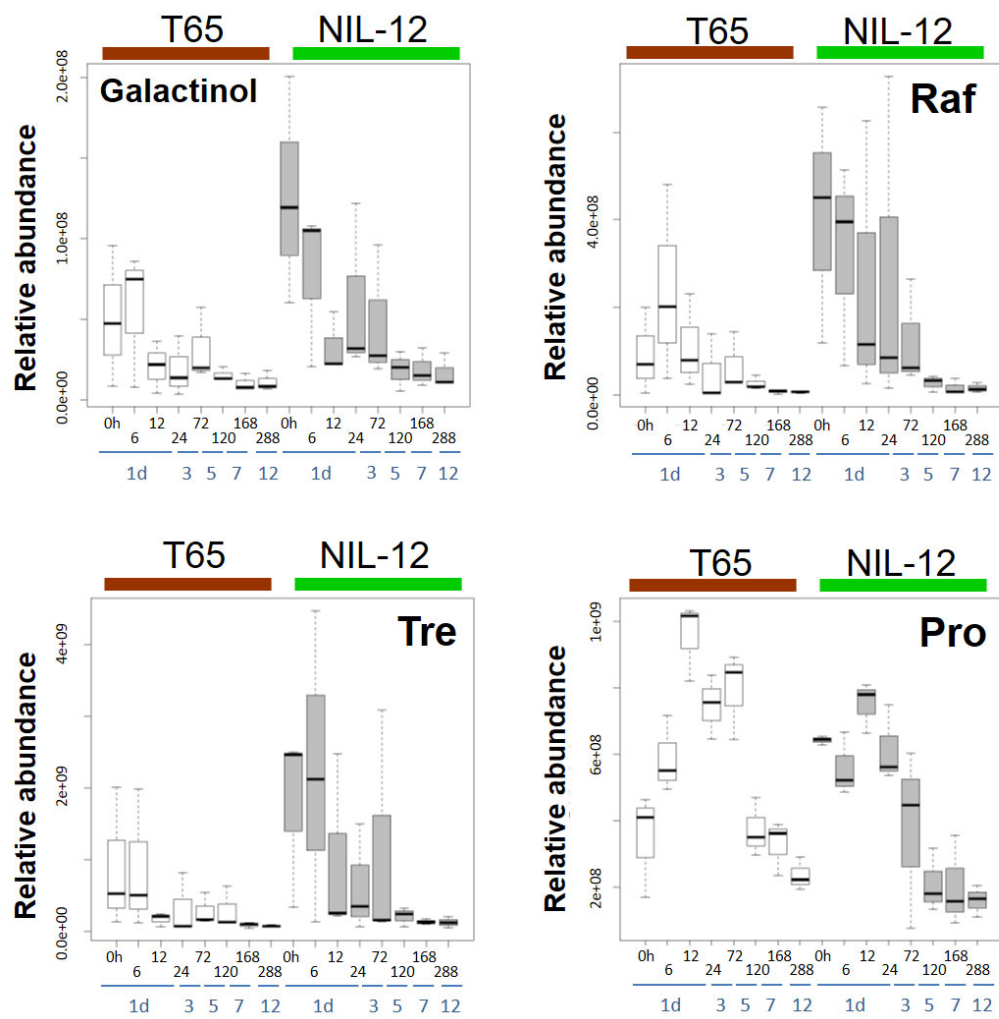 T65 NIL-12
Galactinol
Relative abundance
2.0e+08
1.0e+08
0.0e+00
0h 12 72 168 0h 12 72 168
6 24 120 288 6 24 120 288
1d 3 5 7 12 1d 3 5 7 12
T65 NIL-12
Raf
Relative abundance
4.0e+08
0.0e+00
0h 12 72 168 0h 12 72 168
6 24 120 288 6 24 120 288
1d 3 5 7 12 1d 3 5 7 12
T65 NIL-12
Tre
Relative abundance
4e+09
2e+09
0.0e+00
0h 12 72 168 0h 12 72 168
6 24 120 288 6 24 120 288
1d 3 5 7 12 1d 3 5 7 12
T65 NIL-12
Pro
Relative abundance
1e+09
6e+08
2e+08
0h 12 72 168 0h 12 72 168
6 24 120 288 6 24 120 288
1d 3 5 7 12 1d 3 5 7 12